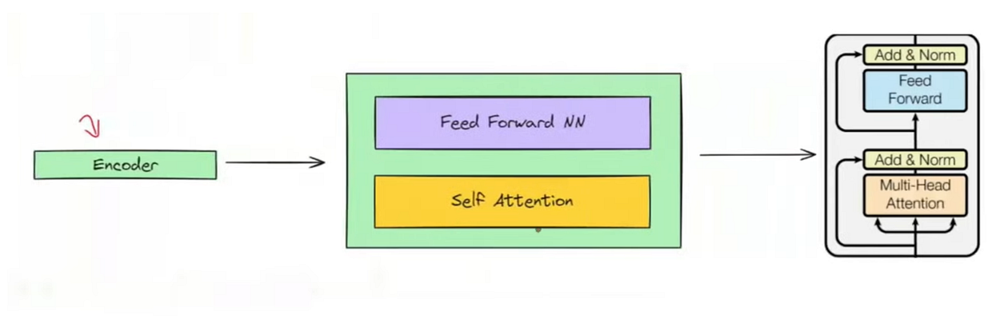 Encoder
Feed Forward NN
Self Attention
Add & Norm
Feed
Forward
Add & Norm
Multi-Head
Attention